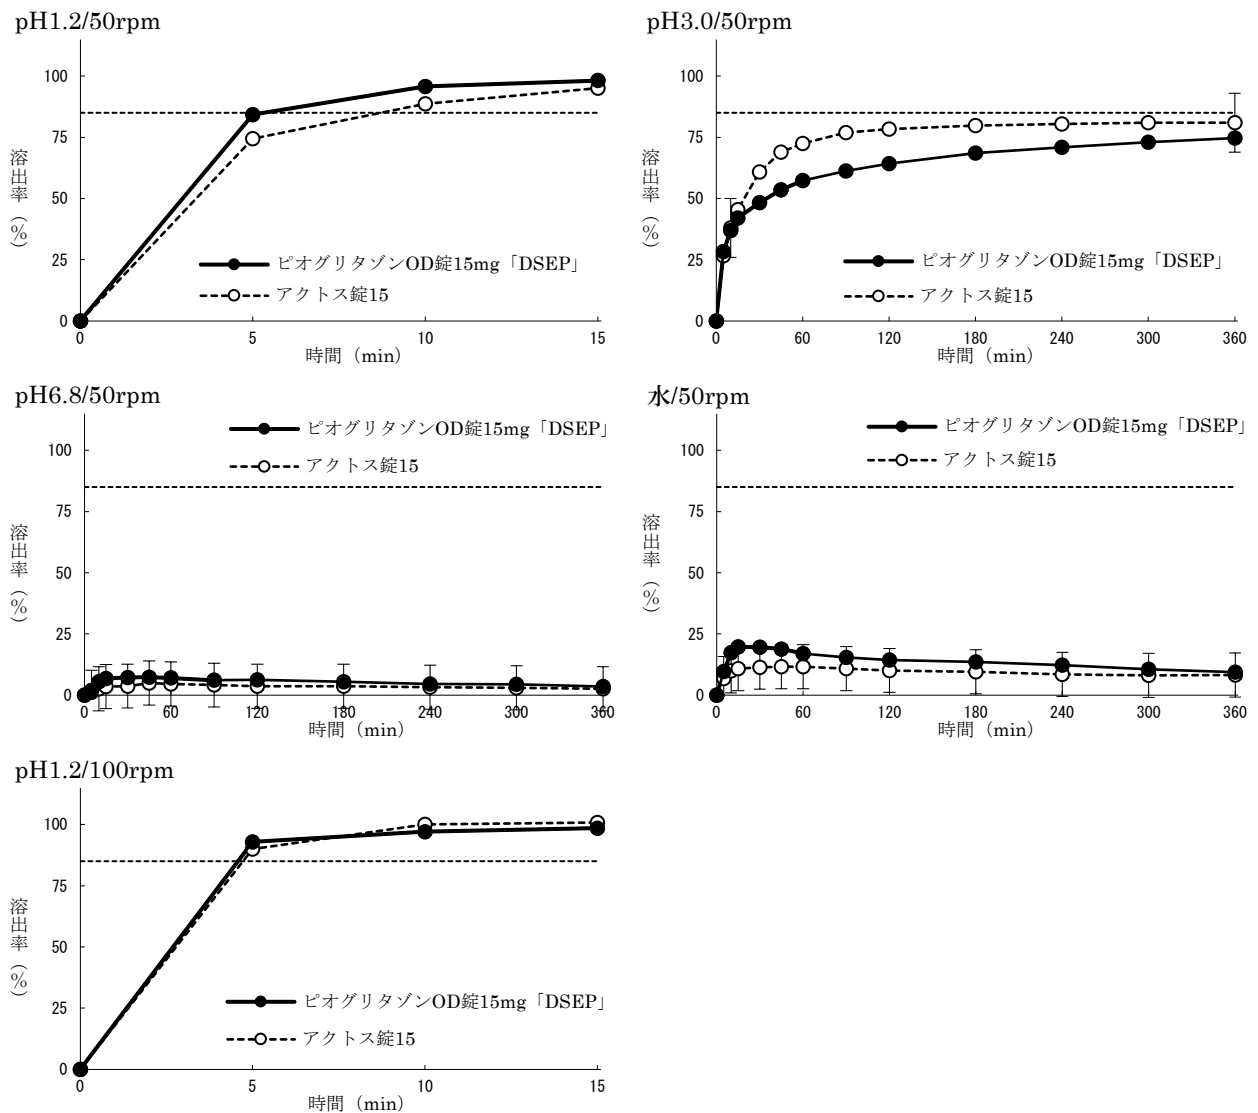 pH1.2/50rpm
100
75
50
25
0
溶出率（%）
ピオグリタゾンOD錠15mg「DSEP」
アクトス錠15
0 5 10 15
時間（min）
pH3.0/50rpm
100
75
50
25
0
溶出率（%）
ピオグリタゾンOD錠15mg「DSEP」
アクトス錠15
0 60 120 180 240 300 360
時間（min）
pH6.8/50rpm
ピオグリタゾンOD錠15mg「DSEP」
アクトス錠15
100
75
50
25
0
溶出率（%）
0 60 120 180 240 300 360
時間（min）
水/50rpm
ピオグリタゾンOD錠15mg「DSEP」
アクトス錠15
100
75
50
25
0
溶出率（%）
0 60 120 180 240 300 360
時間（min）
pH1.2/100rpm
100
75
50
25
0
溶出率（%）
ピオグリタゾンOD錠15mg「DSEP」
アクトス錠15
0 5 10 15
時間（min）